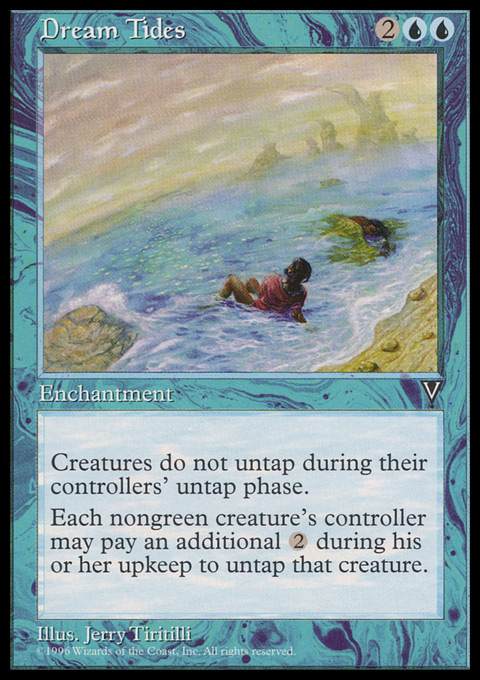 Dream Tides 2
Enchantment V
Creatures do not untap during their
controllers' untap phase.
Each nongreen creature's controller
may pay an additional 2 during his
or her upkeep to untap that creature.
Illus. Jerry Tiritilli
©1996 Wizards of the Coast, Inc. All rights reserved.